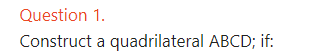 Question 1.
Construct a quadrilateral ABCD; if: